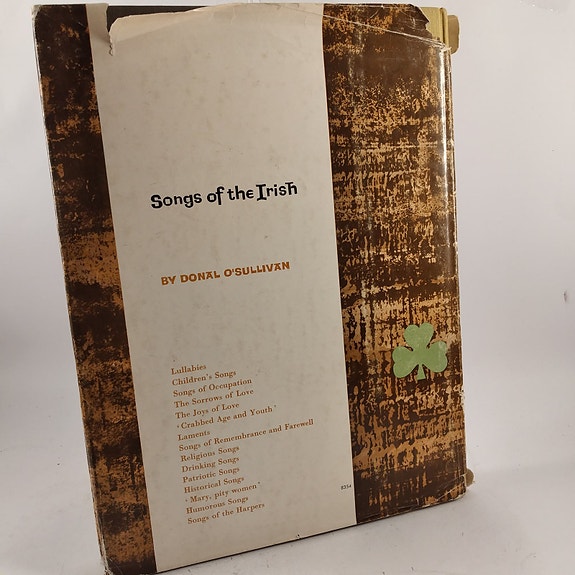 Songs of the Irish
BY DONAL O'SULLIVAN
Lullabies
Children's Songs
Songs of Occupation
The Sorrows of Love
The Joys of Love
'Crabbed Age and Youth'
Laments
Songs of Remembrance and Farewell
Religious Songs
Drinking Songs
Patriotic Songs
Historical Songs
'Mary, pity women'
Humorous Songs
Songs of the Harpers
8354